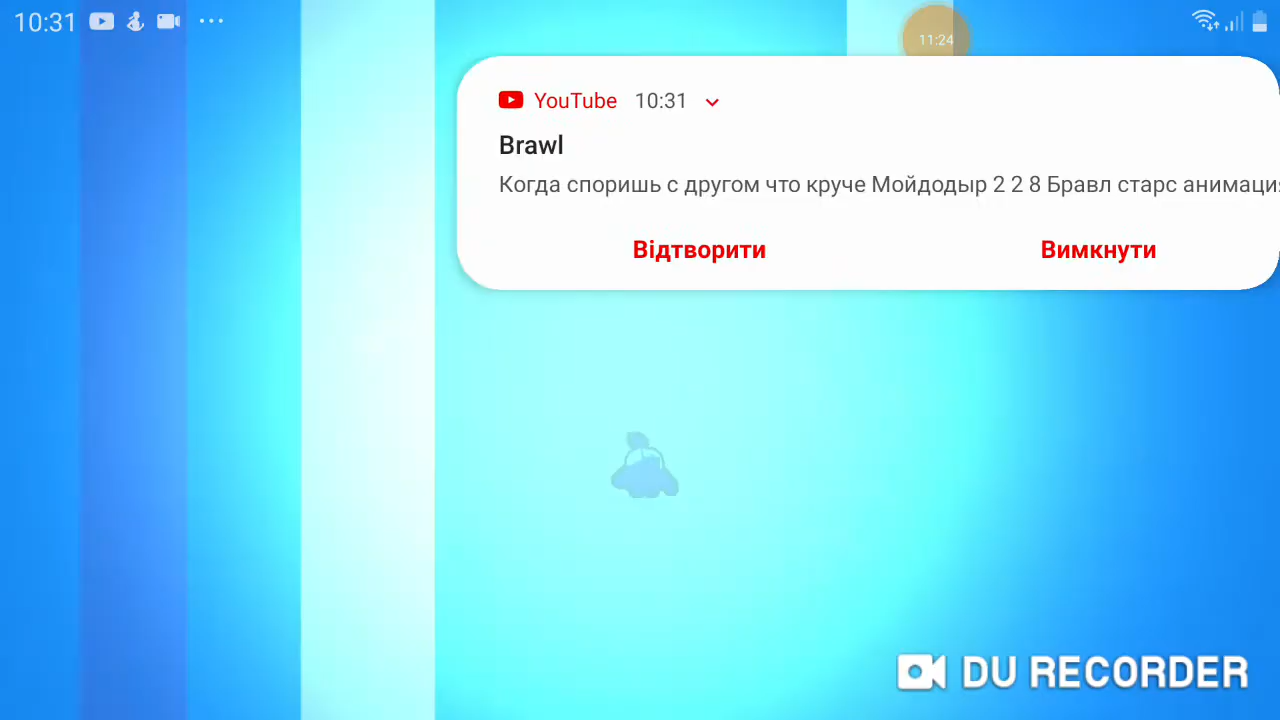 10:31
11:24
YouTube 10:31
Brawl
Когда споришь с другом что круче Мойдодыр 2 2 8 Бравл старс анимация
Відтворити Вимкнути
DU RECORDER